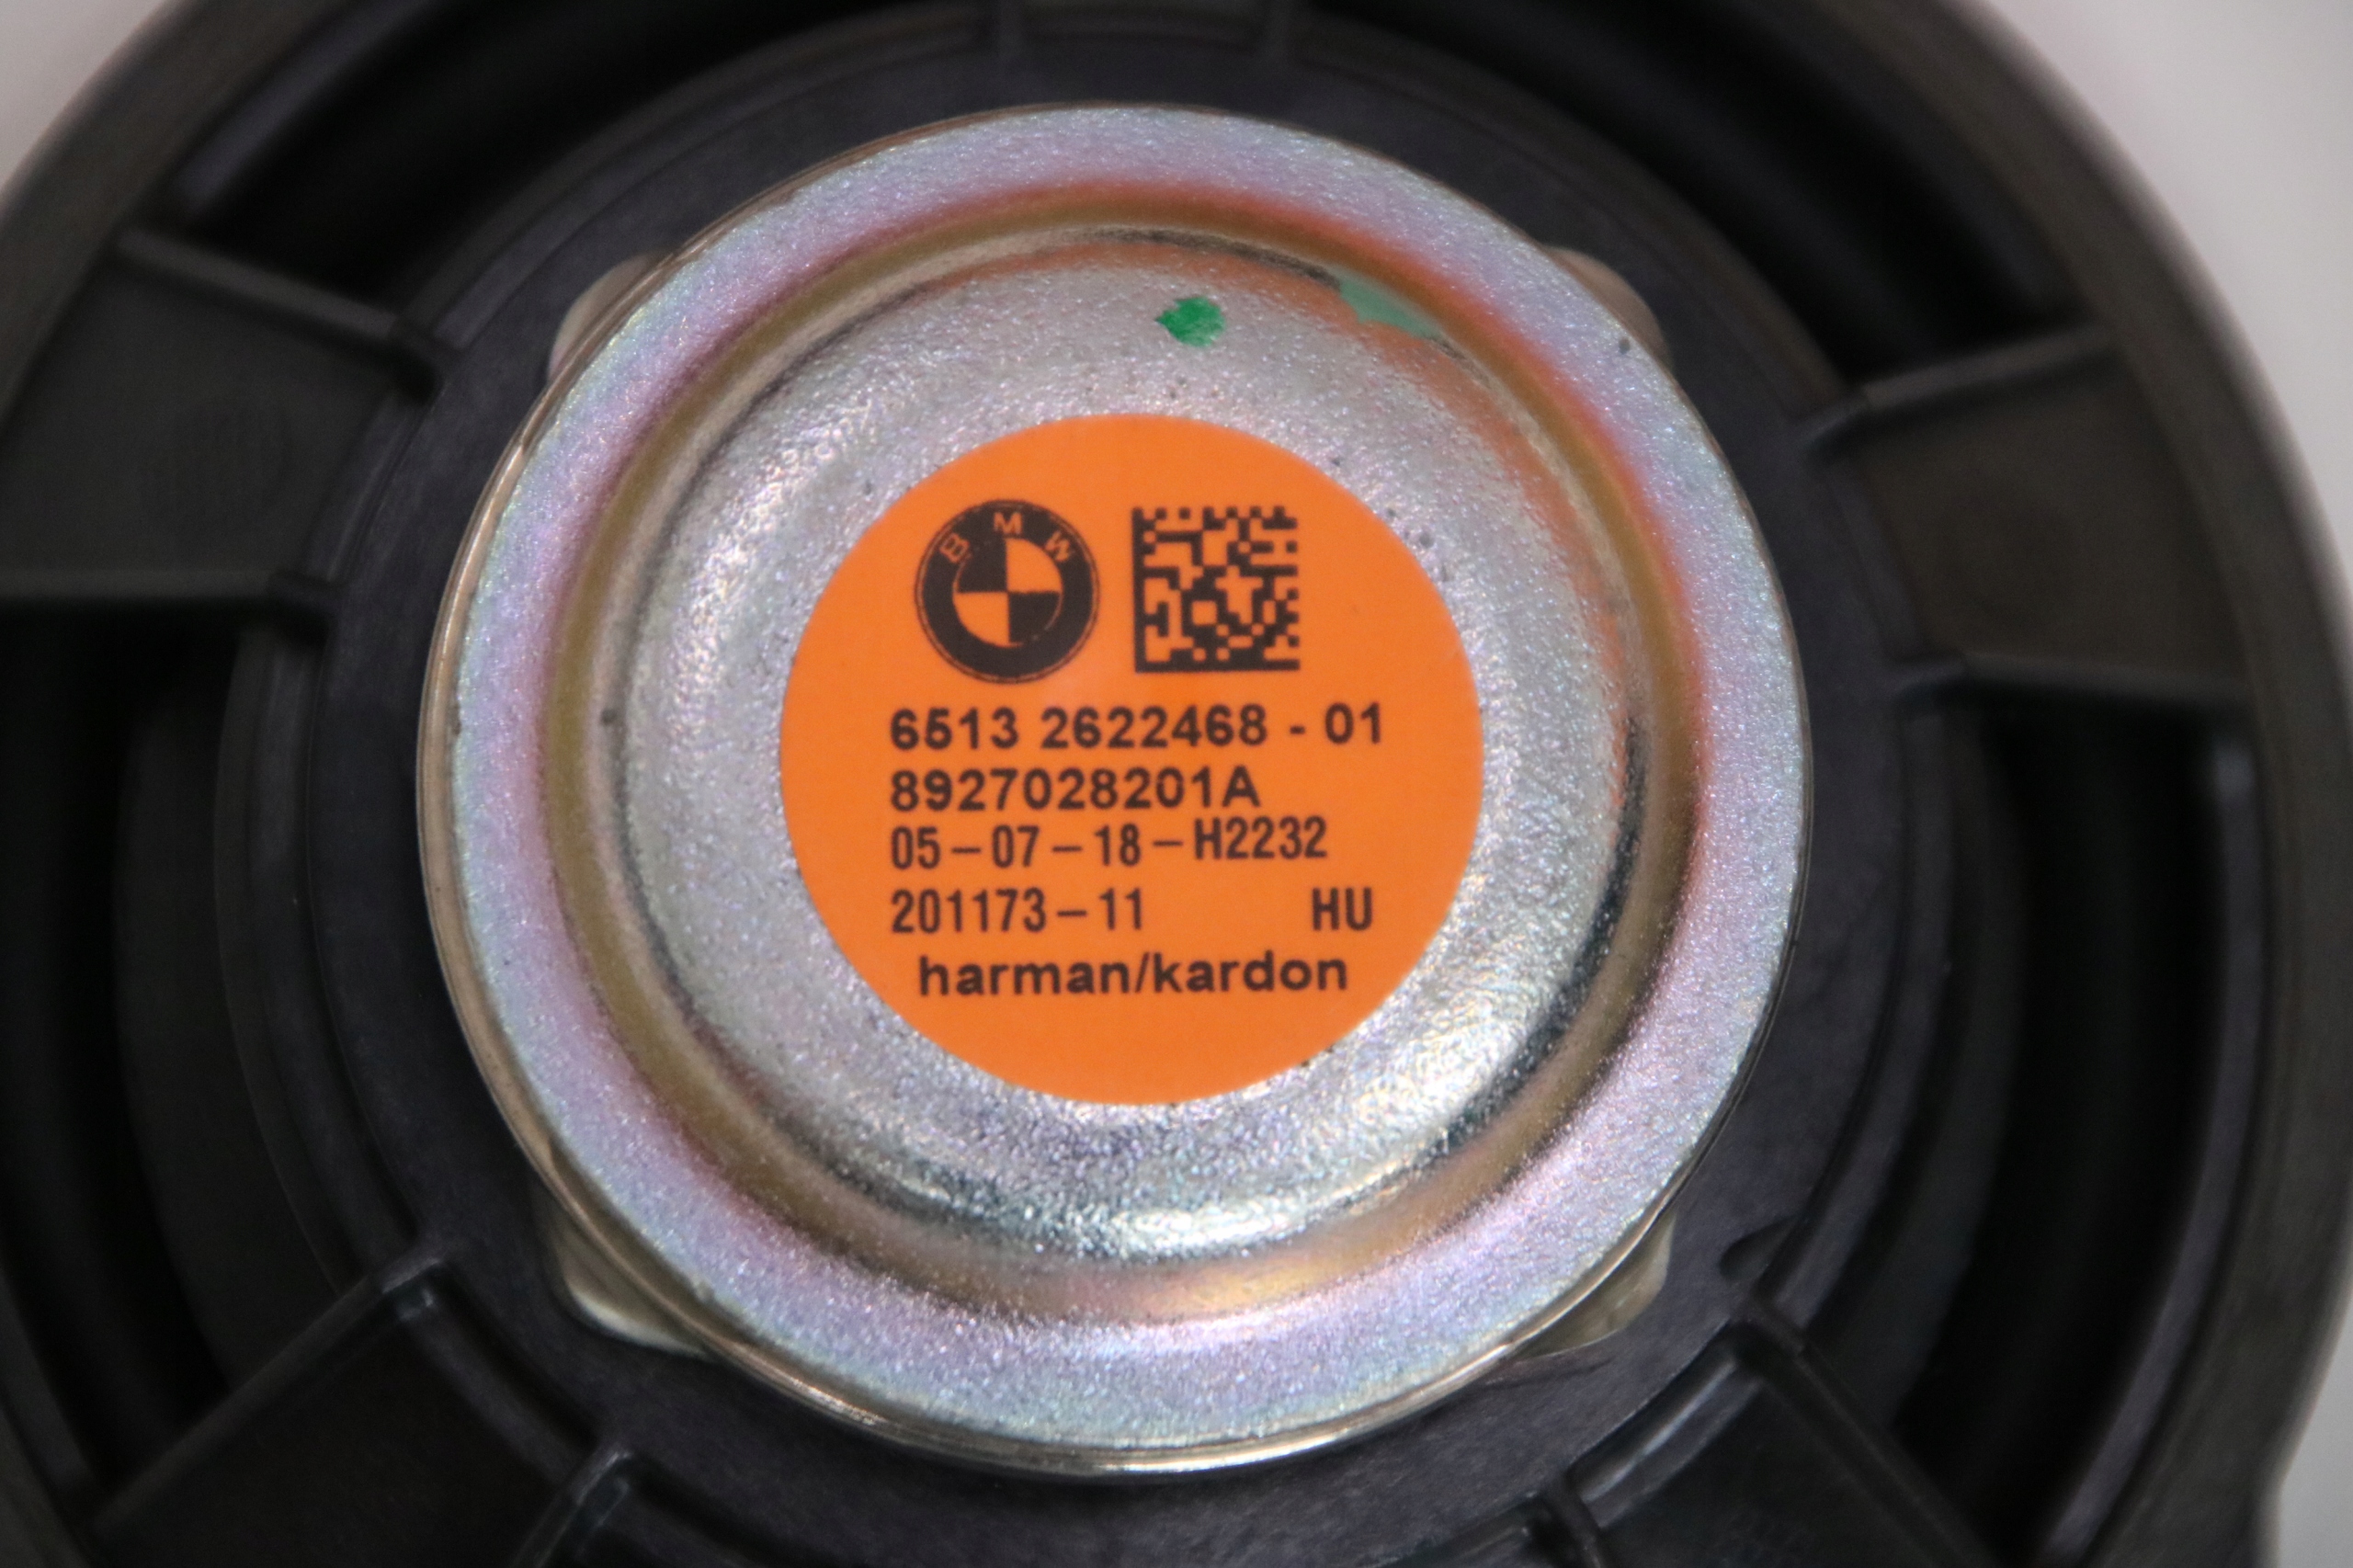 BMW
6513 2622468 - 01
8927028201A
05-07-18-H2232
201173-11 HU
harman/kardon